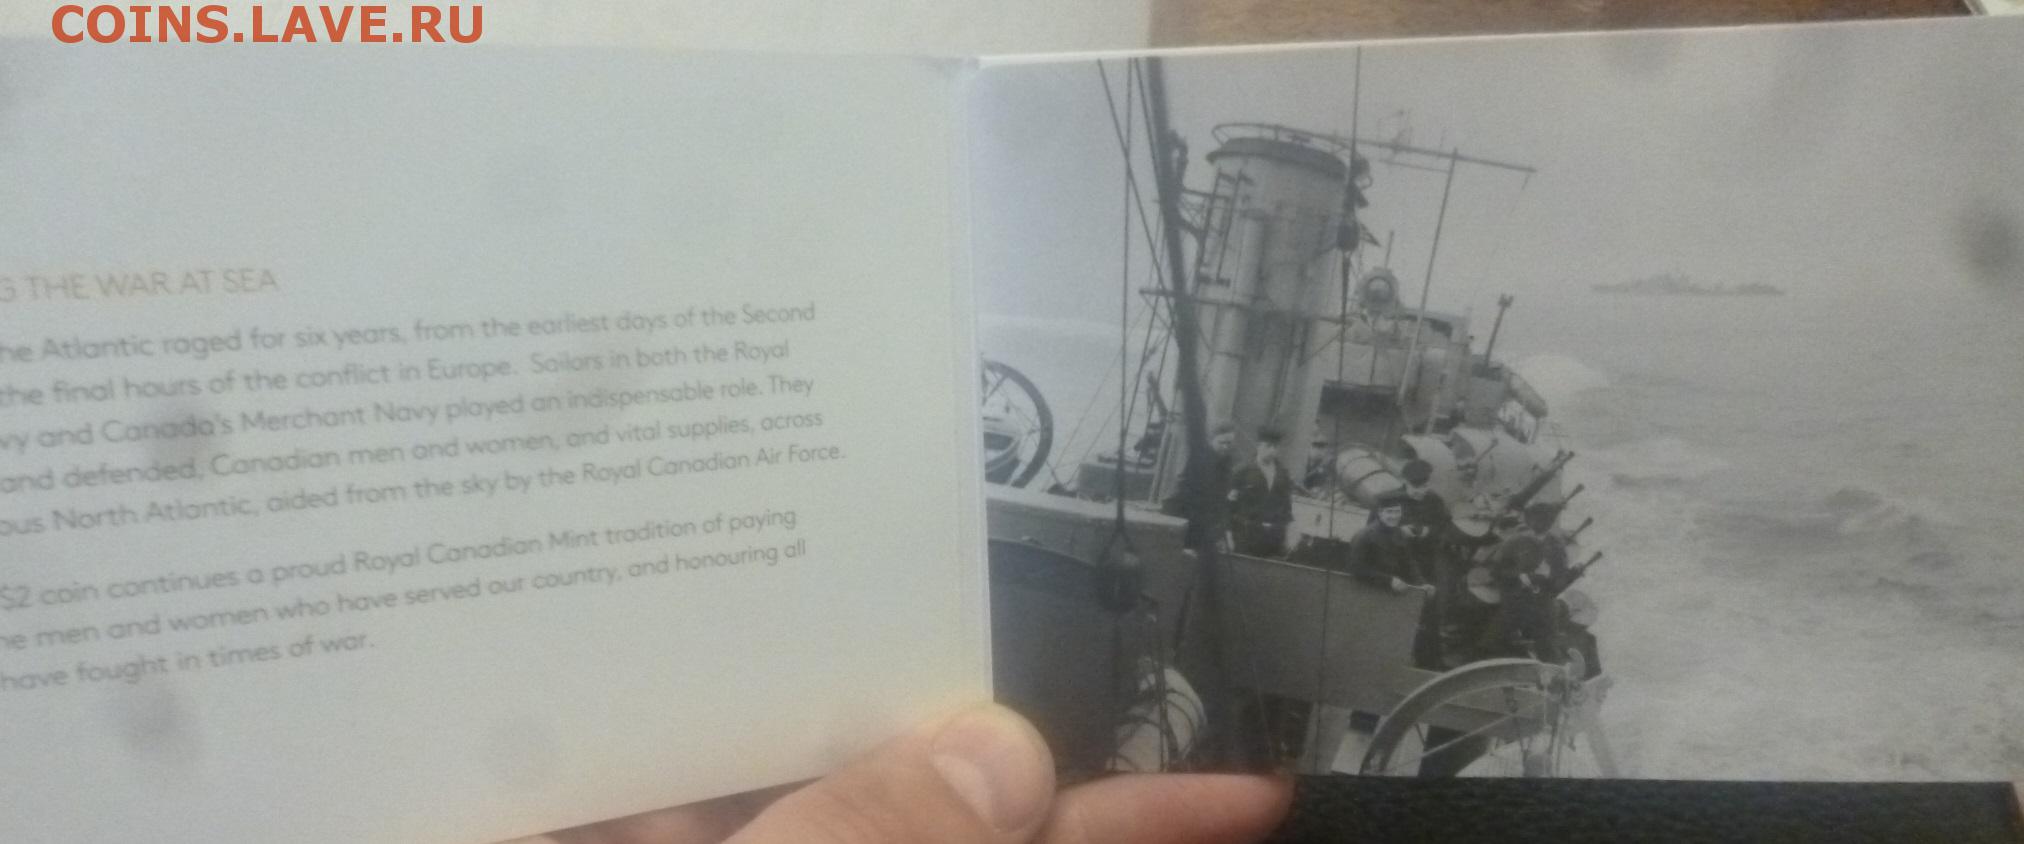 COINS.LAVE.RU
G THE WAR AT SEA
he Atlantic raged for six years, from the earliest days of the Second
the final hours of the conflict in Europe. Sailors in both the Royal
vy and Canada's Merchant Navy played an indispensable role. They
and defended, Canadian men and women, and vital supplies, across
ous North Atlantic, aided from the sky by the Royal Canadian Air Force.
$2 coin continues a proud Royal Canadian Mint tradition of paying
he men and women who have served our country, and honouring all
have fought in times of war.